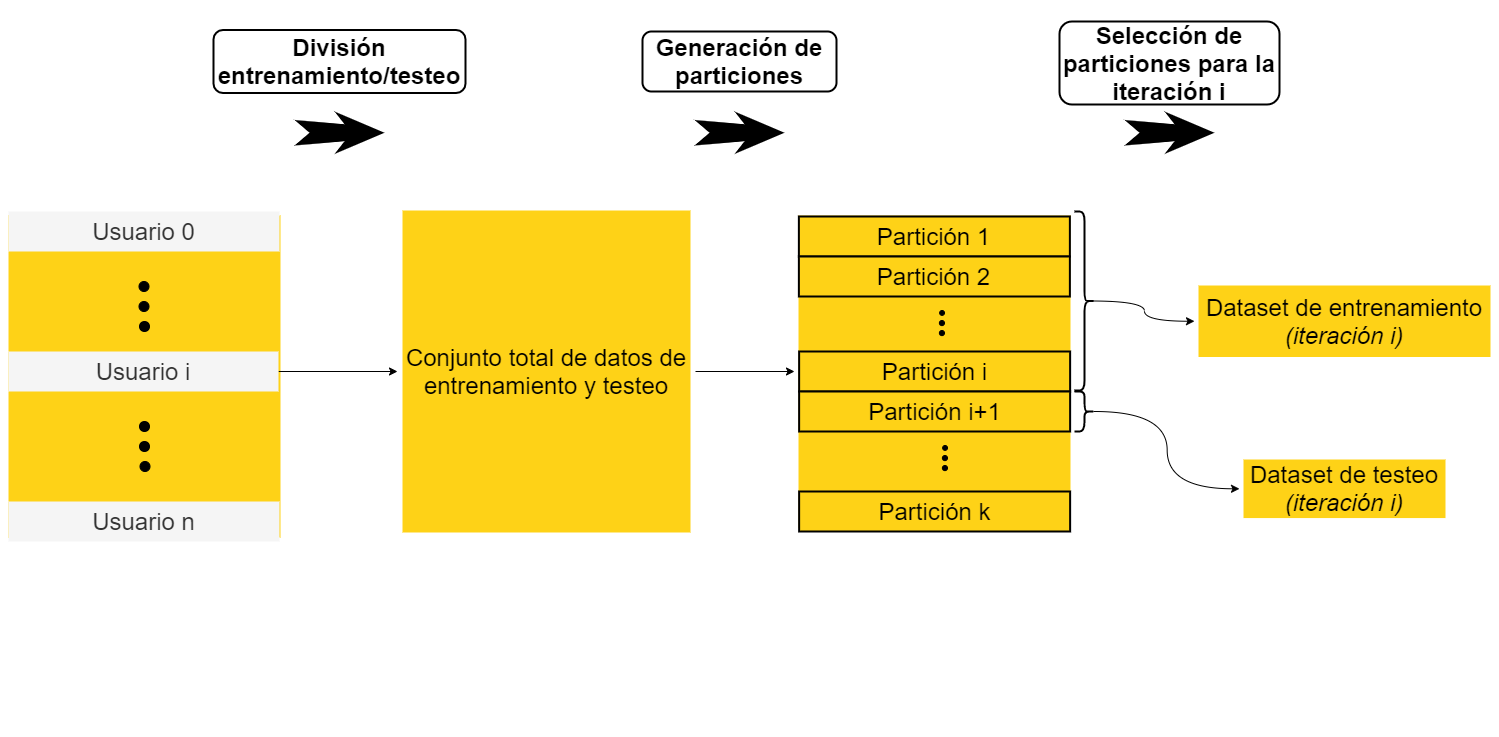 División
entrenamiento/testeo
Generación de
particiones
Selección de
particiones para la
iteración i
Usuario 0
Usuario i
Usuario n
Conjunto total de datos de
entrenamiento y testeo
Partición 1
Partición 2
Partición i
Partición i+1
Partición k
Dataset de entrenamiento
(iteración i)
Dataset de testeo
(iteración i)